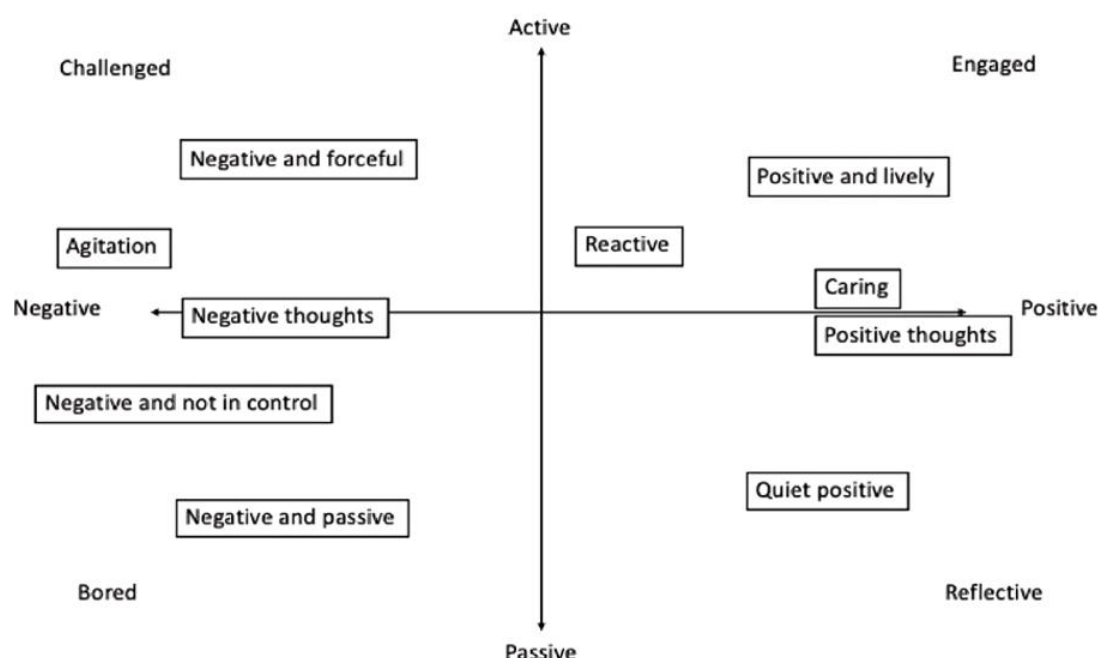 Active
Challenged
Engaged
Negative and forceful
Positive and lively
Agitation
Reactive
Caring
Negative
Negative thoughts
Positive
Positive thoughts
Negative and not in control
Quiet positive
Negative and passive
Bored
Reflective
Passive